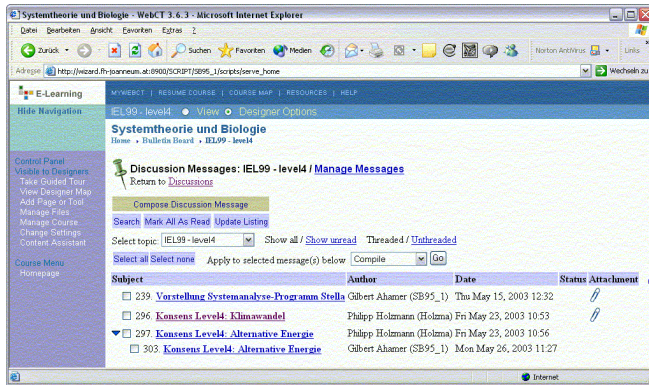 Systemtheorie und Biologie - WebCT 3.6.3 - Microsoft Internet Explorer
Datei Bearbeiten Ansicht Favoriten Extras ?
Zurück Suchen Favoriten Medien Norton AntiVirus Links
Adresse http://wizard.fh-joanneum.at:8900/SCRIPT/SB95_1/scripts/serve_home Wechseln zu
E-Learning MYWEBCT | RESUME COURSE | COURSE MAP | RESOURCES | HELP
Hide Navigation IEL99 - level4 View Designer Options
Systemtheorie und Biologie
Home › Bulletin Board › IEL99 - level4
Control Panel
Visible to Designers
Take Guided Tour
View Designer Map
Add Page or Tool
Manage Files
Manage Course
Change Settings
Content Assistant
Course Menu
Homepage
Discussion Messages: IEL99 - level4 / Manage Messages
Return to Discussions
Compose Discussion Message
Search Mark All As Read Update Listing
Select topic: IEL99 - level4 Show all / Show unread Threaded / Unthreaded
Select all Select none Apply to selected message(s) below Compile Go
Subject Author Date Status Attachment
239. Vorstellung Systemanalyse-Programm Stella Gilbert Ahamer (SB95_1) Thu May 15, 2003 12:32
296. Konsens Level4: Klimawandel Philipp Holzmann (Holzma) Fri May 23, 2003 10:53
297. Konsens Level4: Alternative Energie Philipp Holzmann (Holzma) Fri May 23, 2003 10:56
303. Konsens Level4: Alternative Energie Gilbert Ahamer (SB95_1) Mon May 26, 2003 11:27
Internet